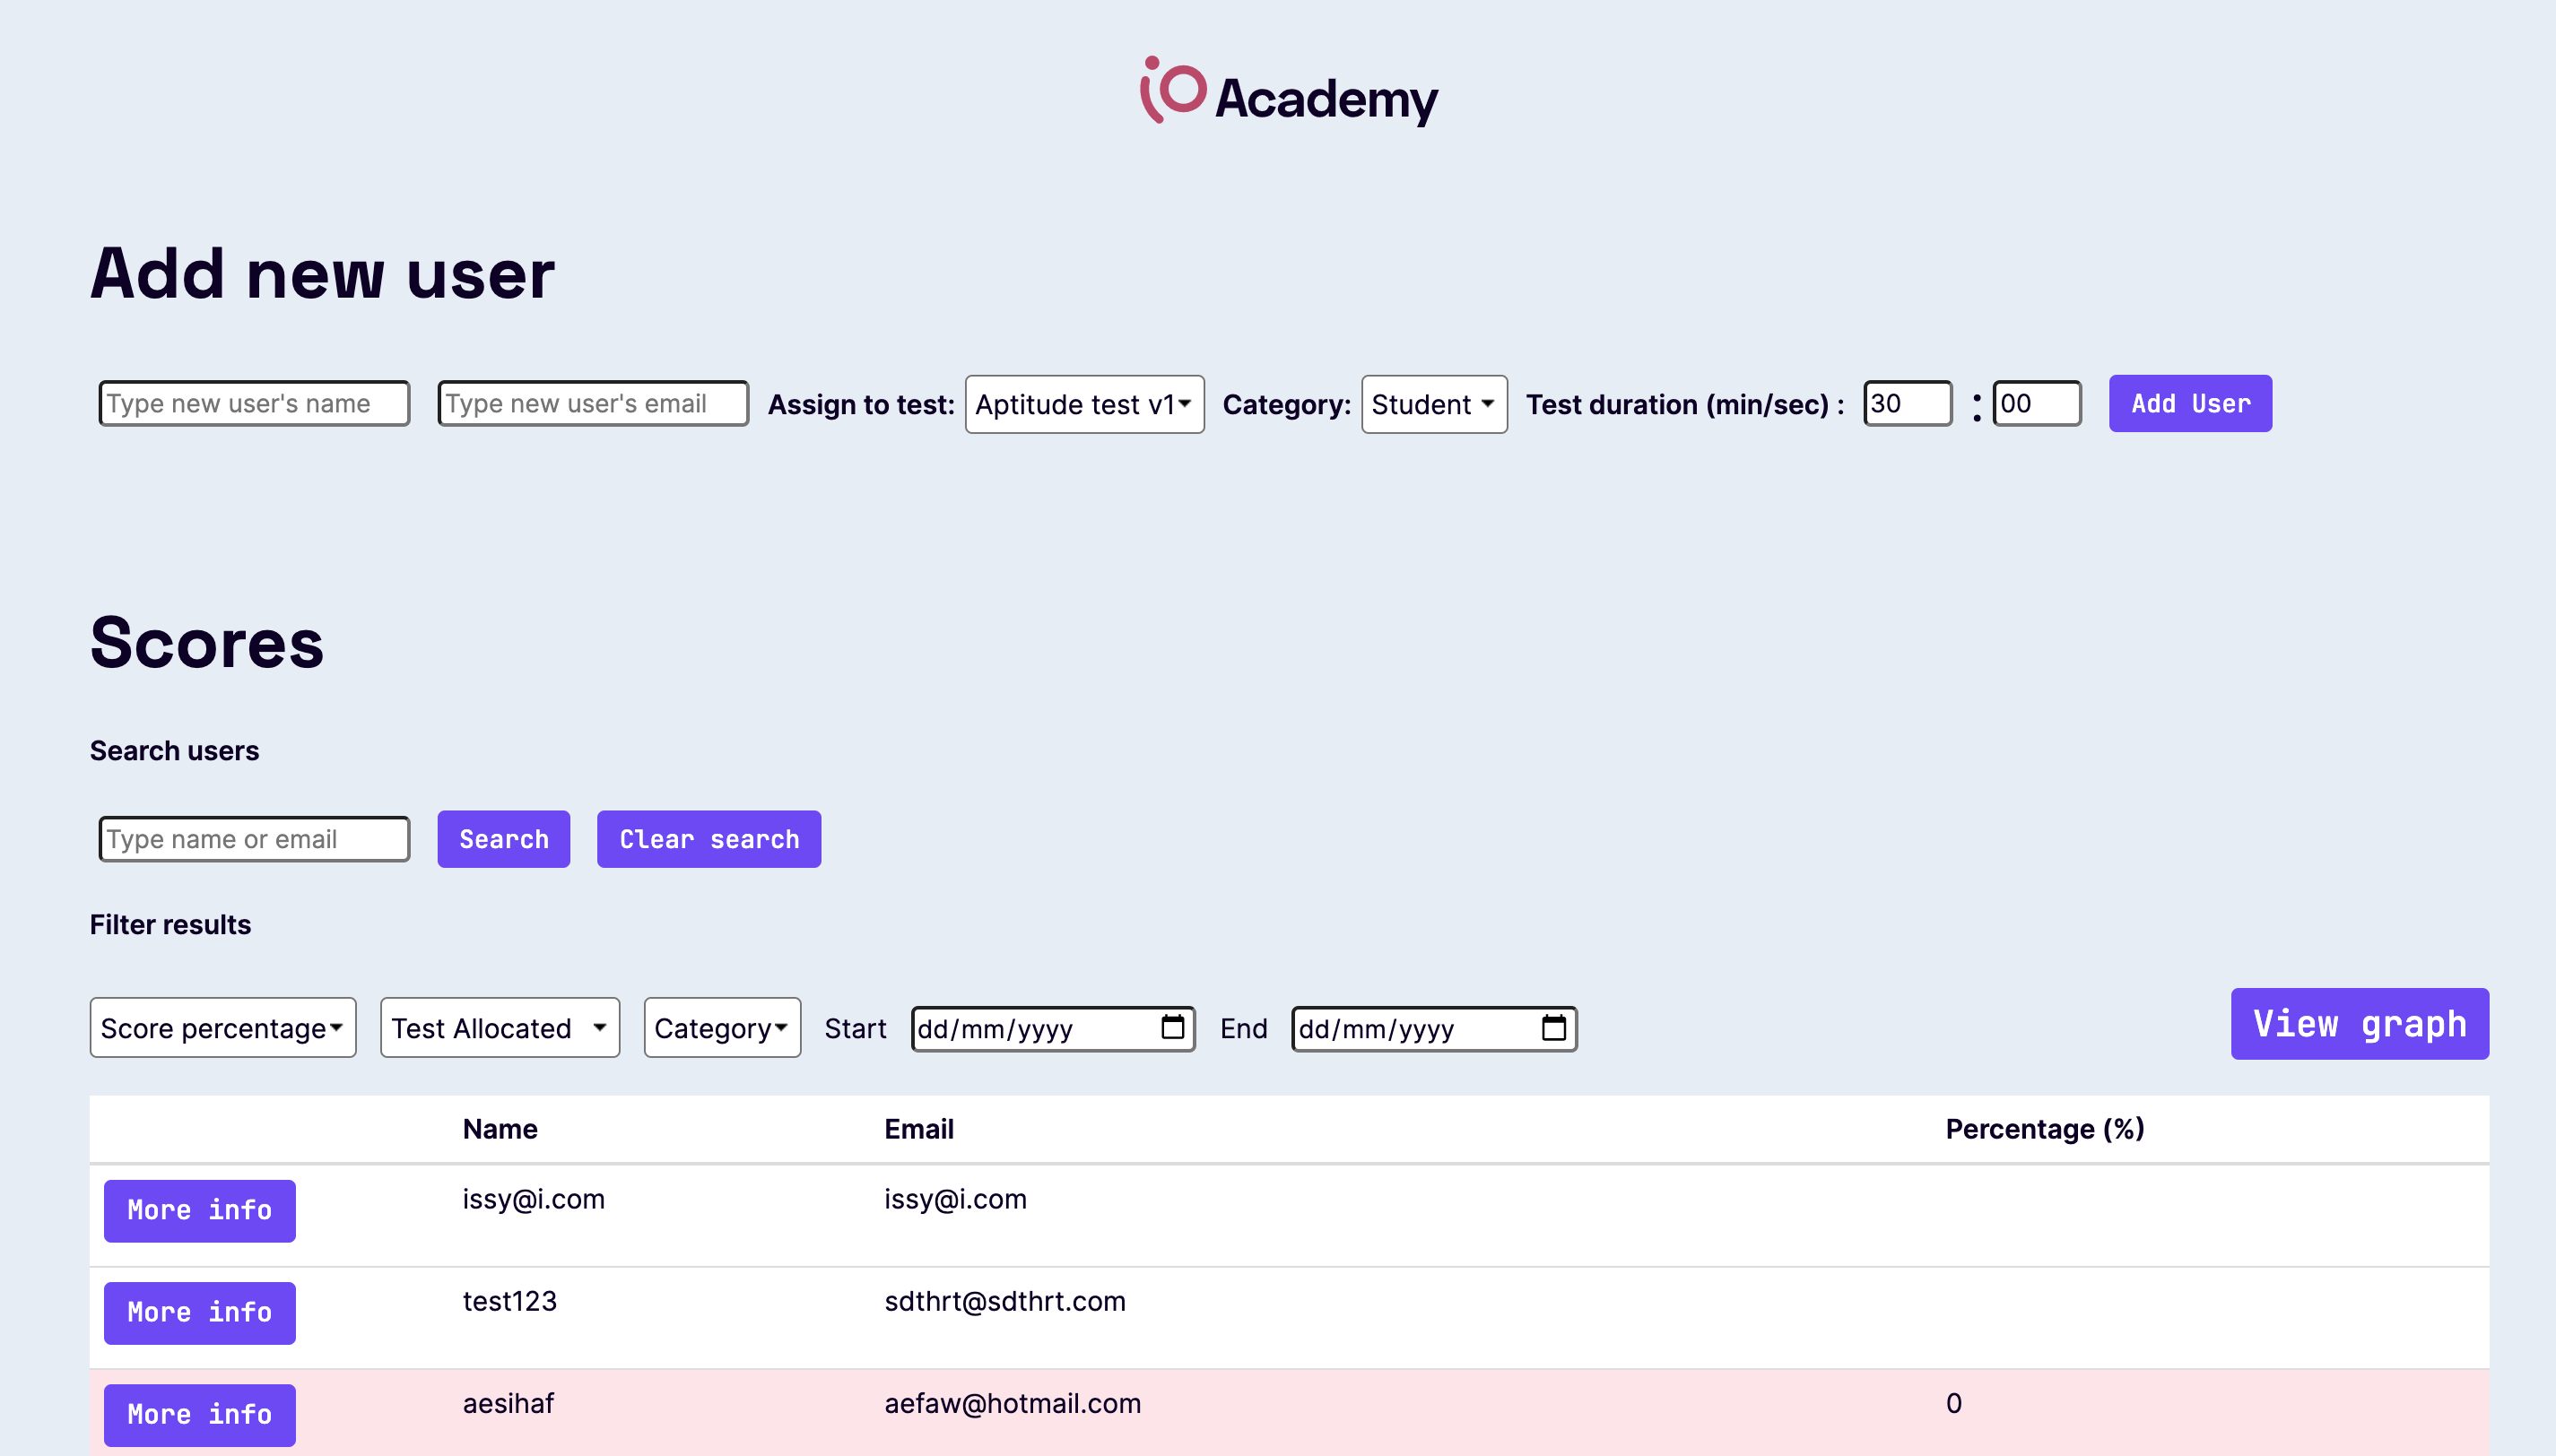 iO Academy
Add new user
Type new user's name Type new user's email Assign to test: Aptitude test v1 Category: Student Test duration (min/sec) : 30 : 00 Add User
Scores
Search users
Type name or email Search Clear search
Filter results
Score percentage Test Allocated Category Start dd/mm/yyyy End dd/mm/yyyy View graph
Name Email Percentage (%)
More info issy@i.com issy@i.com
More info test123 sdthrt@sdthrt.com
More info aesihaf aefaw@hotmail.com 0